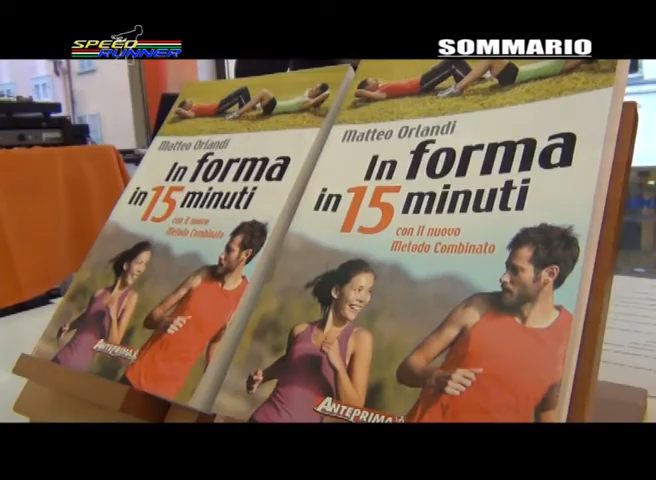 SPEED
RUNNER
SOMMARIO
Matteo Orlandi
In forma
in 15 minuti
con il nuovo
Metodo Combinato
ANTEPRIMA
Matteo Orlandi
In forma
in 15 minuti
con il nuovo
Metodo Combinato
ANTEPRIMA